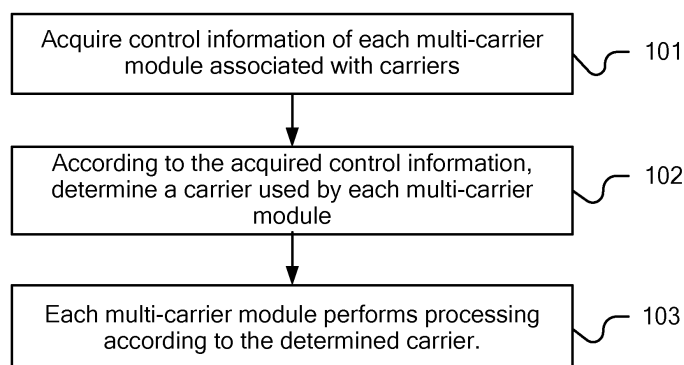 Acquire control information of each multi-carrier
module associated with carriers
101
According to the acquired control information,
determine a carrier used by each multi-carrier
module
102
Each multi-carrier module performs processing
according to the determined carrier.
103